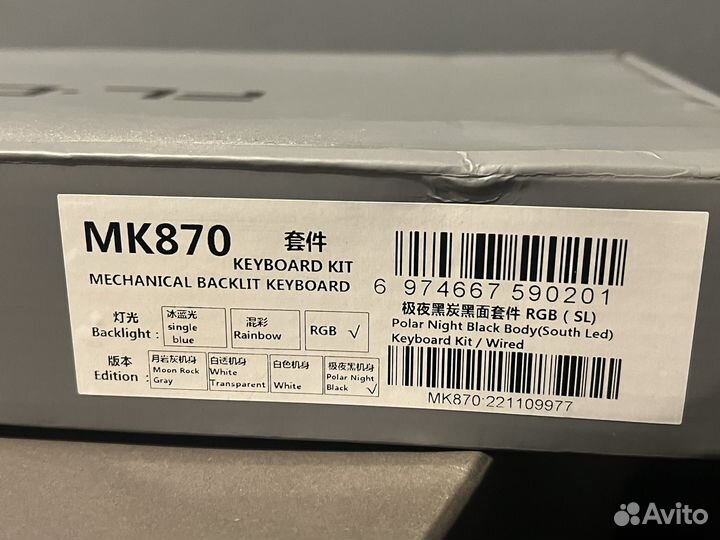 MK870 套件
KEYBOARD KIT
MECHANICAL BACKLIT KEYBOARD
6 974667 590201
极夜黑炭黑面套件 RGB ( SL)
Polar Night Black Body(South Led)
Keyboard Kit / Wired
MK870:221109977
灯光
Backlight :
冰蓝光
single
blue
混彩
Rainbow
RGB √
版本
Edition :
月岩灰机身
Moon Rock
Gray
白透机身
White
Transparent
白色机身
White
极夜黑机身
Polar Night
Black √
Avito